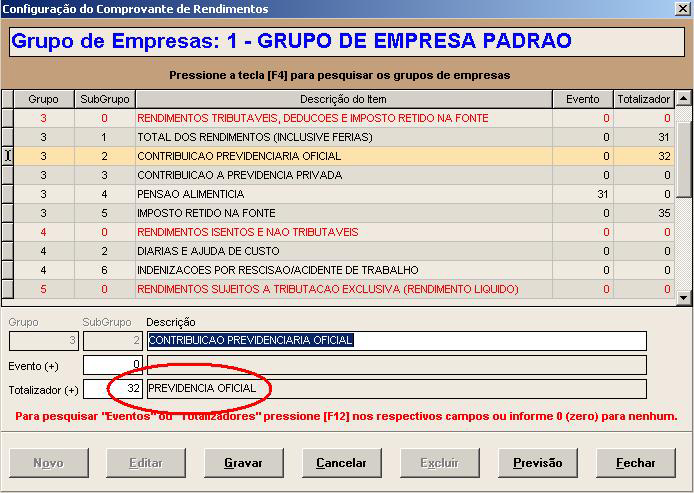 Configuração do Comprovante de Rendimentos
Grupo de Empresas: 1 - GRUPO DE EMPRESA PADRAO
Pressione a tecla [F4] para pesquisar os grupos de empresas
Grupo SubGrupo Descrição do Item Evento Totalizador
3 0 RENDIMENTOS TRIBUTAVEIS, DEDUCOES E IMPOSTO RETIDO NA FONTE 0 0
3 1 TOTAL DOS RENDIMENTOS (INCLUSIVE FERIAS) 0 31
3 2 CONTRIBUICAO PREVIDENCIARIA OFICIAL 0 32
3 3 CONTRIBUICAO A PREVIDENCIA PRIVADA 0 0
3 4 PENSAO ALIMENTICIA 31 0
3 5 IMPOSTO RETIDO NA FONTE 0 35
4 0 RENDIMENTOS ISENTOS E NAO TRIBUTAVEIS 0 0
4 2 DIARIAS E AJUDA DE CUSTO 0 0
4 6 INDENIZACOES POR RESCISAO/ACIDENTE DE TRABALHO 0 0
5 0 RENDIMENTOS SUJEITOS A TRIBUTACAO EXCLUSIVA (RENDIMENTO LIQUIDO) 0 0
Grupo SubGrupo Descrição
3 2 CONTRIBUICAO PREVIDENCIARIA OFICIAL
Evento (+) 0
Totalizador (+) 32 PREVIDENCIA OFICIAL
Para pesquisar "Eventos" ou "Totalizadores" pressione [F12] nos respectivos campos ou informe 0 (zero) para nenhum.
Novo Editar Gravar Cancelar Excluir Previsão Fechar